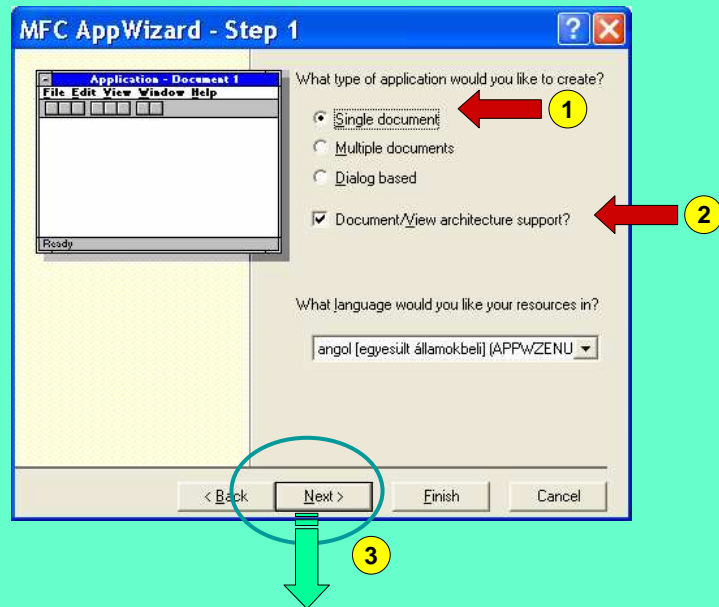 MFC AppWizard - Step 1
Application - Document 1
File Edit View Window Help
Ready
What type of application would you like to create?
Single document
1
Multiple documents
Dialog based
Document/View architecture support?
2
What language would you like your resources in?
angol [egyesült államokbeli] (APPWZENU
< Back
Next >
Finish
Cancel
3